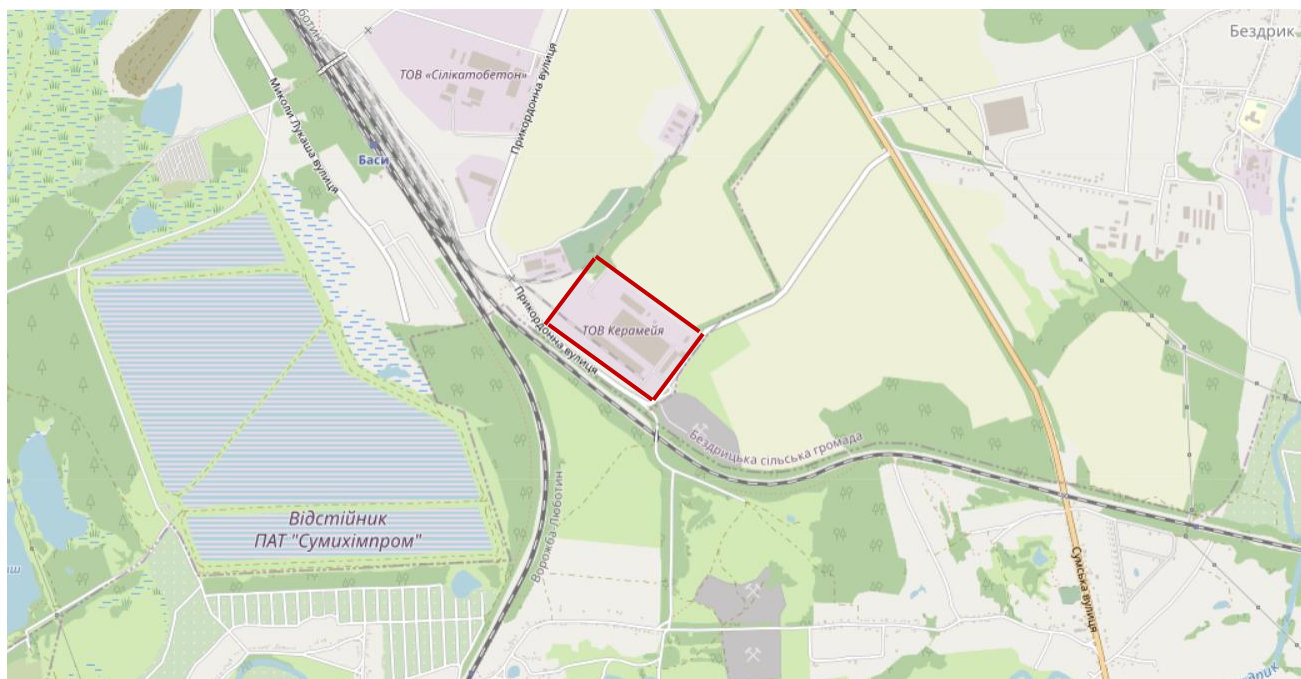 Бездрик
ТОВ «Сілікатобетон»
Прикордонна вулиця
Миколи Лукаша вулиця
Баси
Прикордонна вулиця
ТОВ Керамейя
Бездрицька сільська громада
Ворожба-Люботин
Відстійник
ПАТ "Сумихімпром"
Сумська вулиця